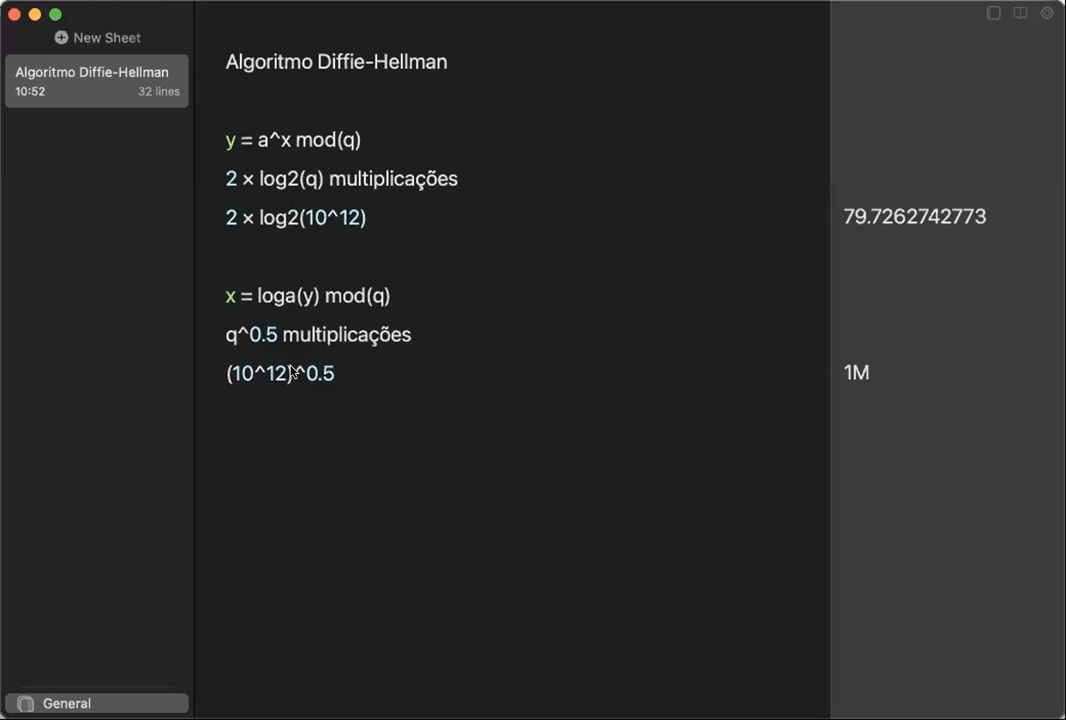 New Sheet
Algoritmo Diffie-Hellman
10:52 32 lines
Algoritmo Diffie-Hellman
y = a^x mod(q)
2 × log2(q) multiplicações
2 × log2(10^12) 79.7262742773
x = loga(y) mod(q)
q^0.5 multiplicações
(10^12)^0.5 1M
General